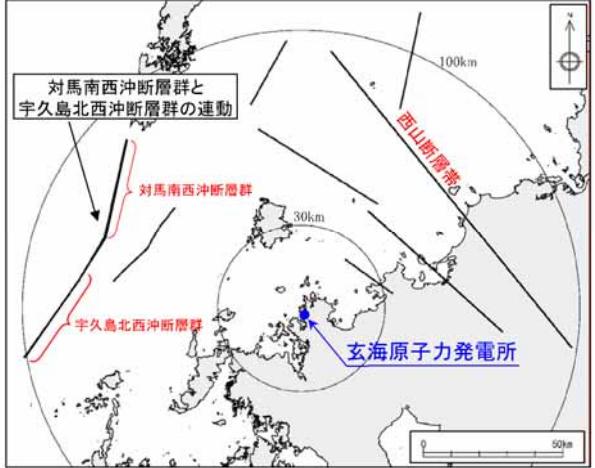 N
100km
対馬南西沖断層群と
宇久島北西沖断層群の連動
西山断層帯
対馬南西沖断層群
30km
宇久島北西沖断層群
玄海原子力発電所
0
50km